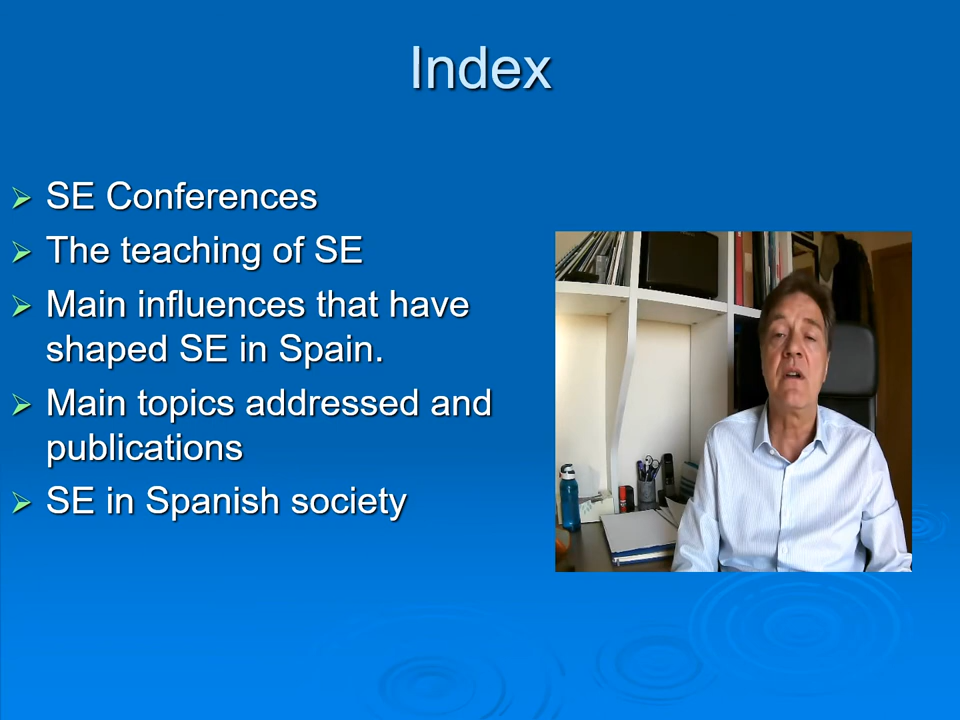 Index
SE Conferences
The teaching of SE
Main influences that have
shaped SE in Spain.
Main topics addressed and
publications
SE in Spanish society